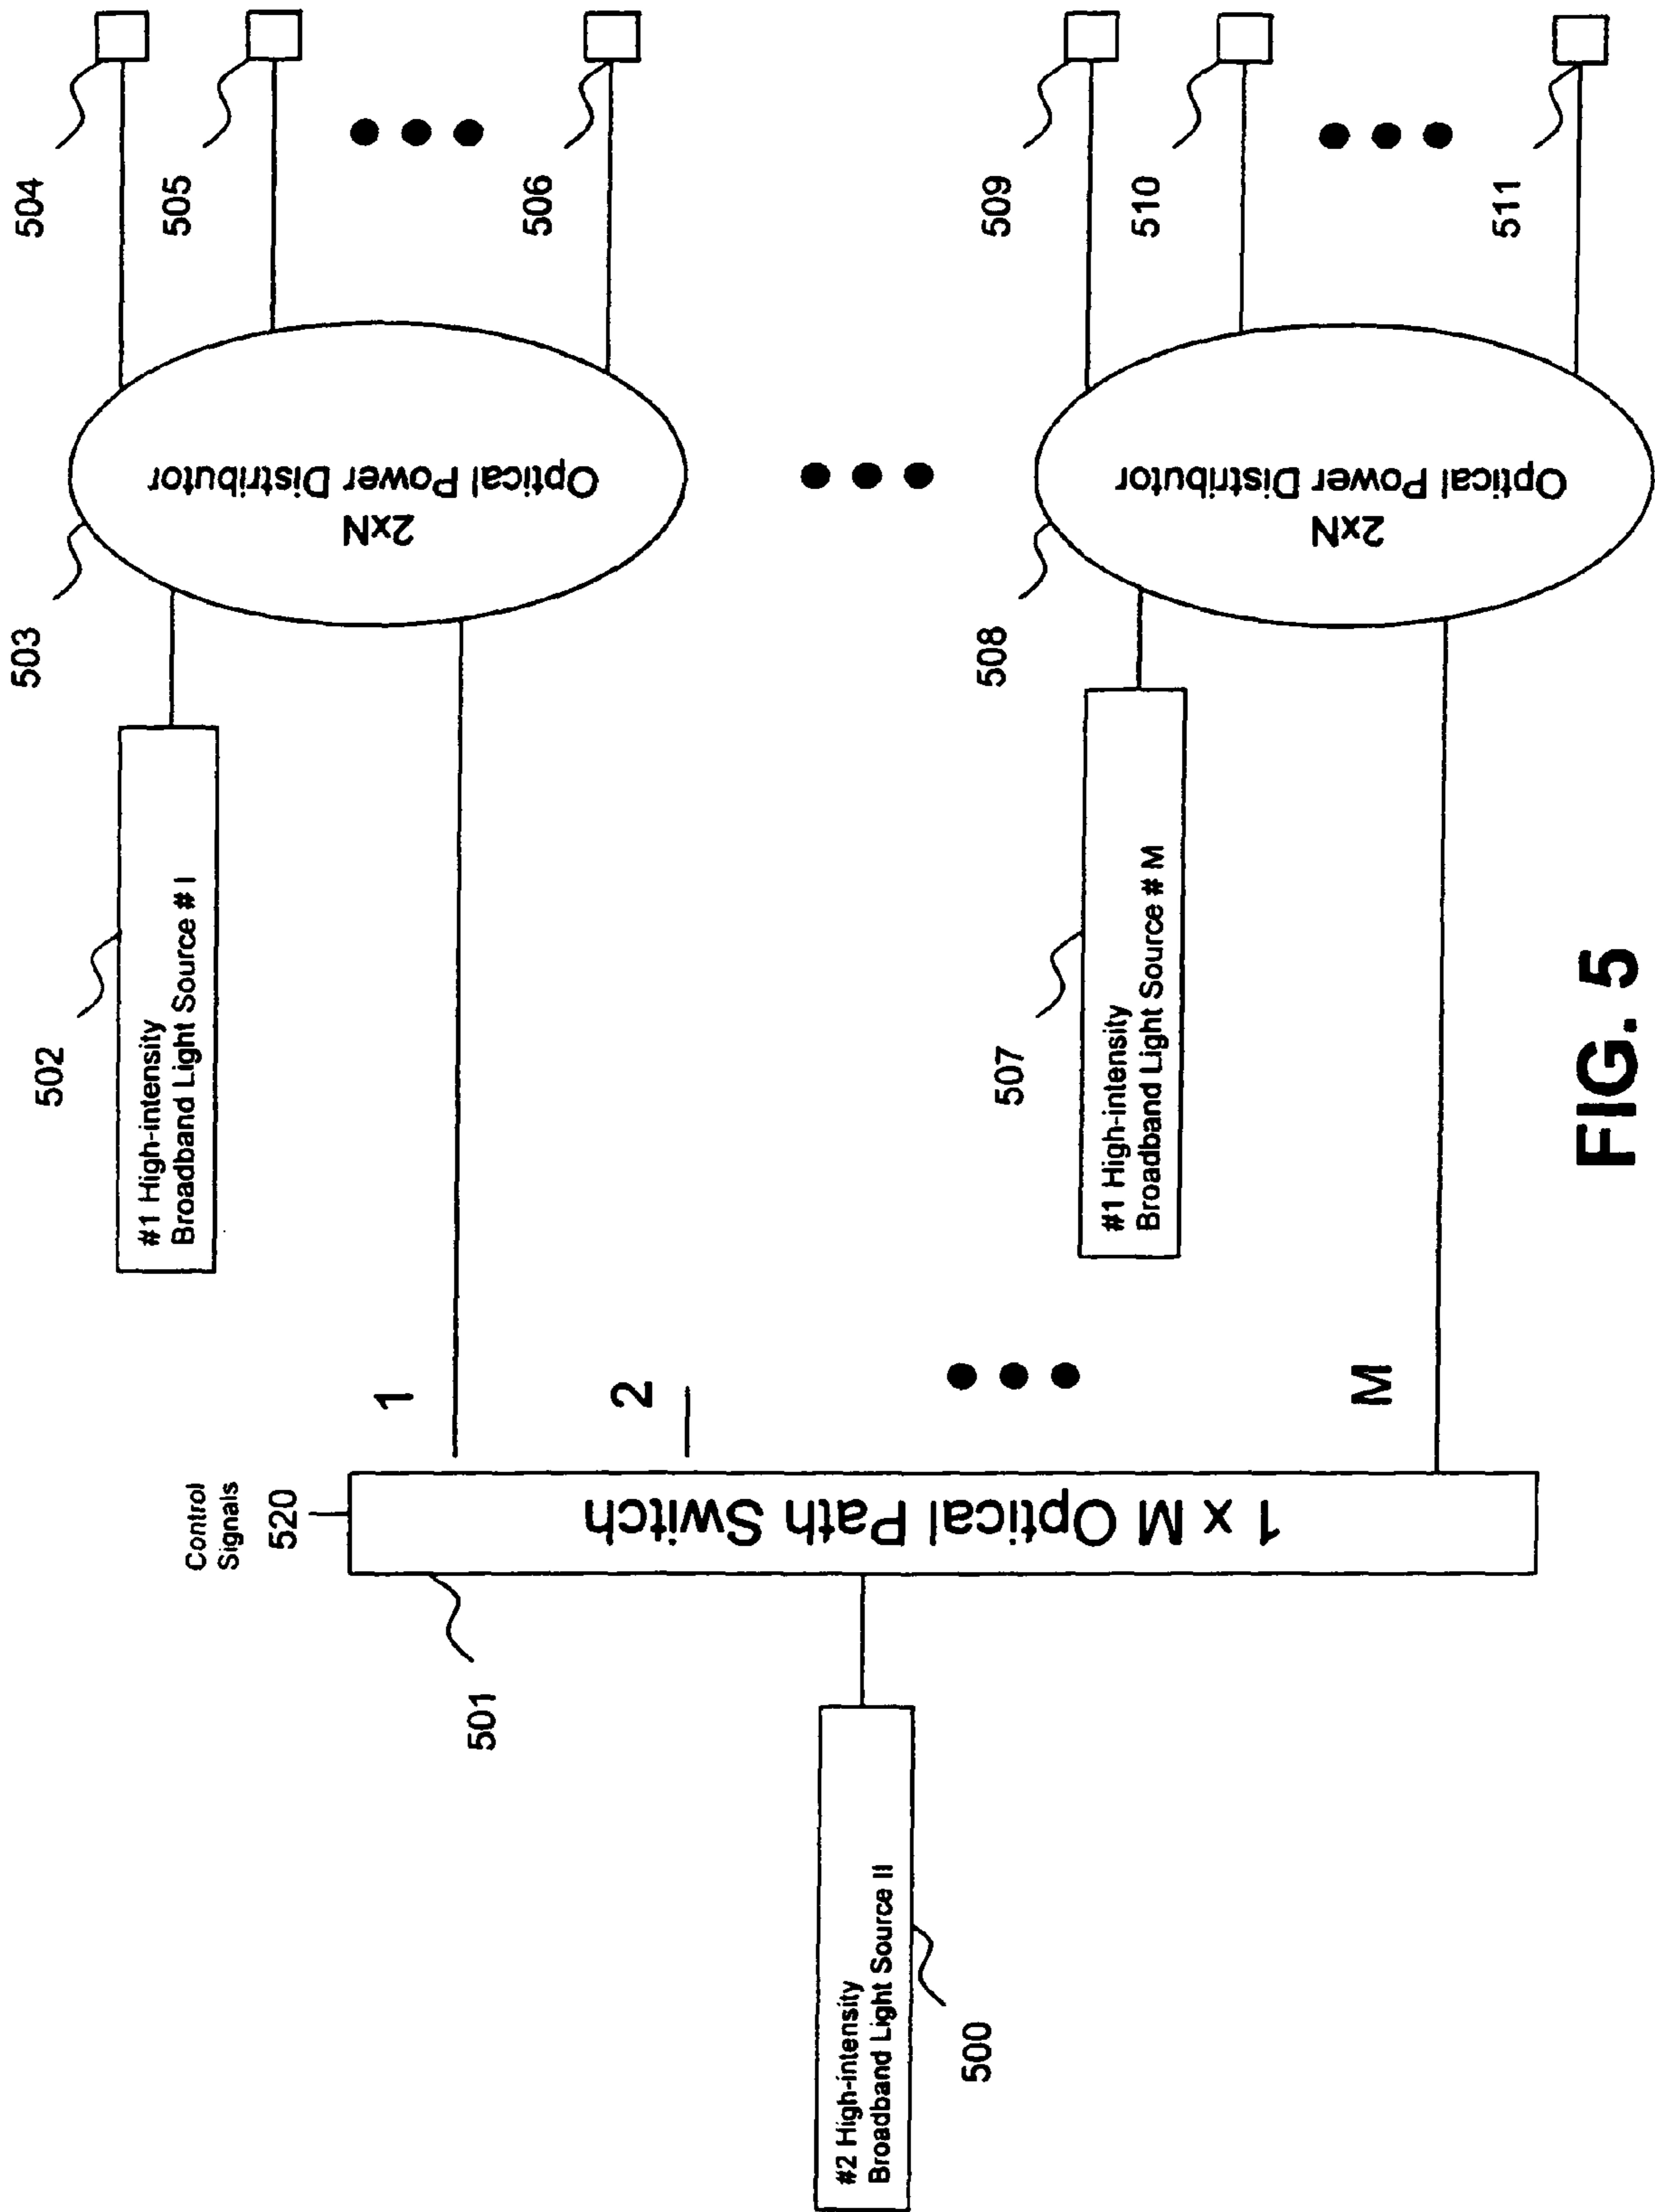 Control
Signals
520
1 x M Optical Path Switch
501
#2 High-intensity
Broadband Light Source II
500
1
2
M
502
#1 High-intensity
Broadband Light Source # I
503
2xN
Optical Power Distributor
504
505
506
507
#1 High-intensity
Broadband Light Source # M
508
2xN
Optical Power Distributor
509
510
511
FIG. 5